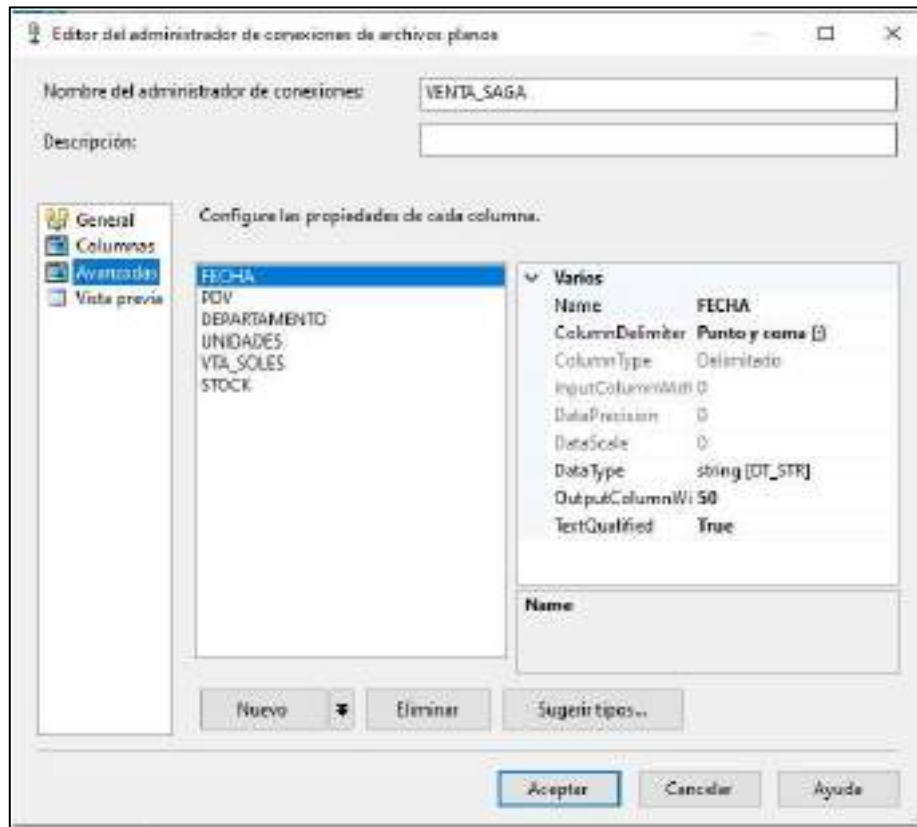 Editor del administrador de conexiones de archivos planos
Nombre del administrador de conexiones: VENTA_SAGA
Descripción:
General
Columnas
Avanzadas
Vista previa
Configure las propiedades de cada columna.
FECHA
PDV
DEPARTAMENTO
UNIDADES
VTA_SOLES
STOCK
Varios
Name FECHA
ColumnDelimiter Punto y coma {;}
ColumnType Delimitado
InputColumnWidt 0
DataPrecision 0
DataScale 0
DataType string [DT_STR]
OutputColumnWi 50
TextQualified True
Name
Nuevo
Eliminar
Sugerir tipos...
Aceptar
Cancelar
Ayuda